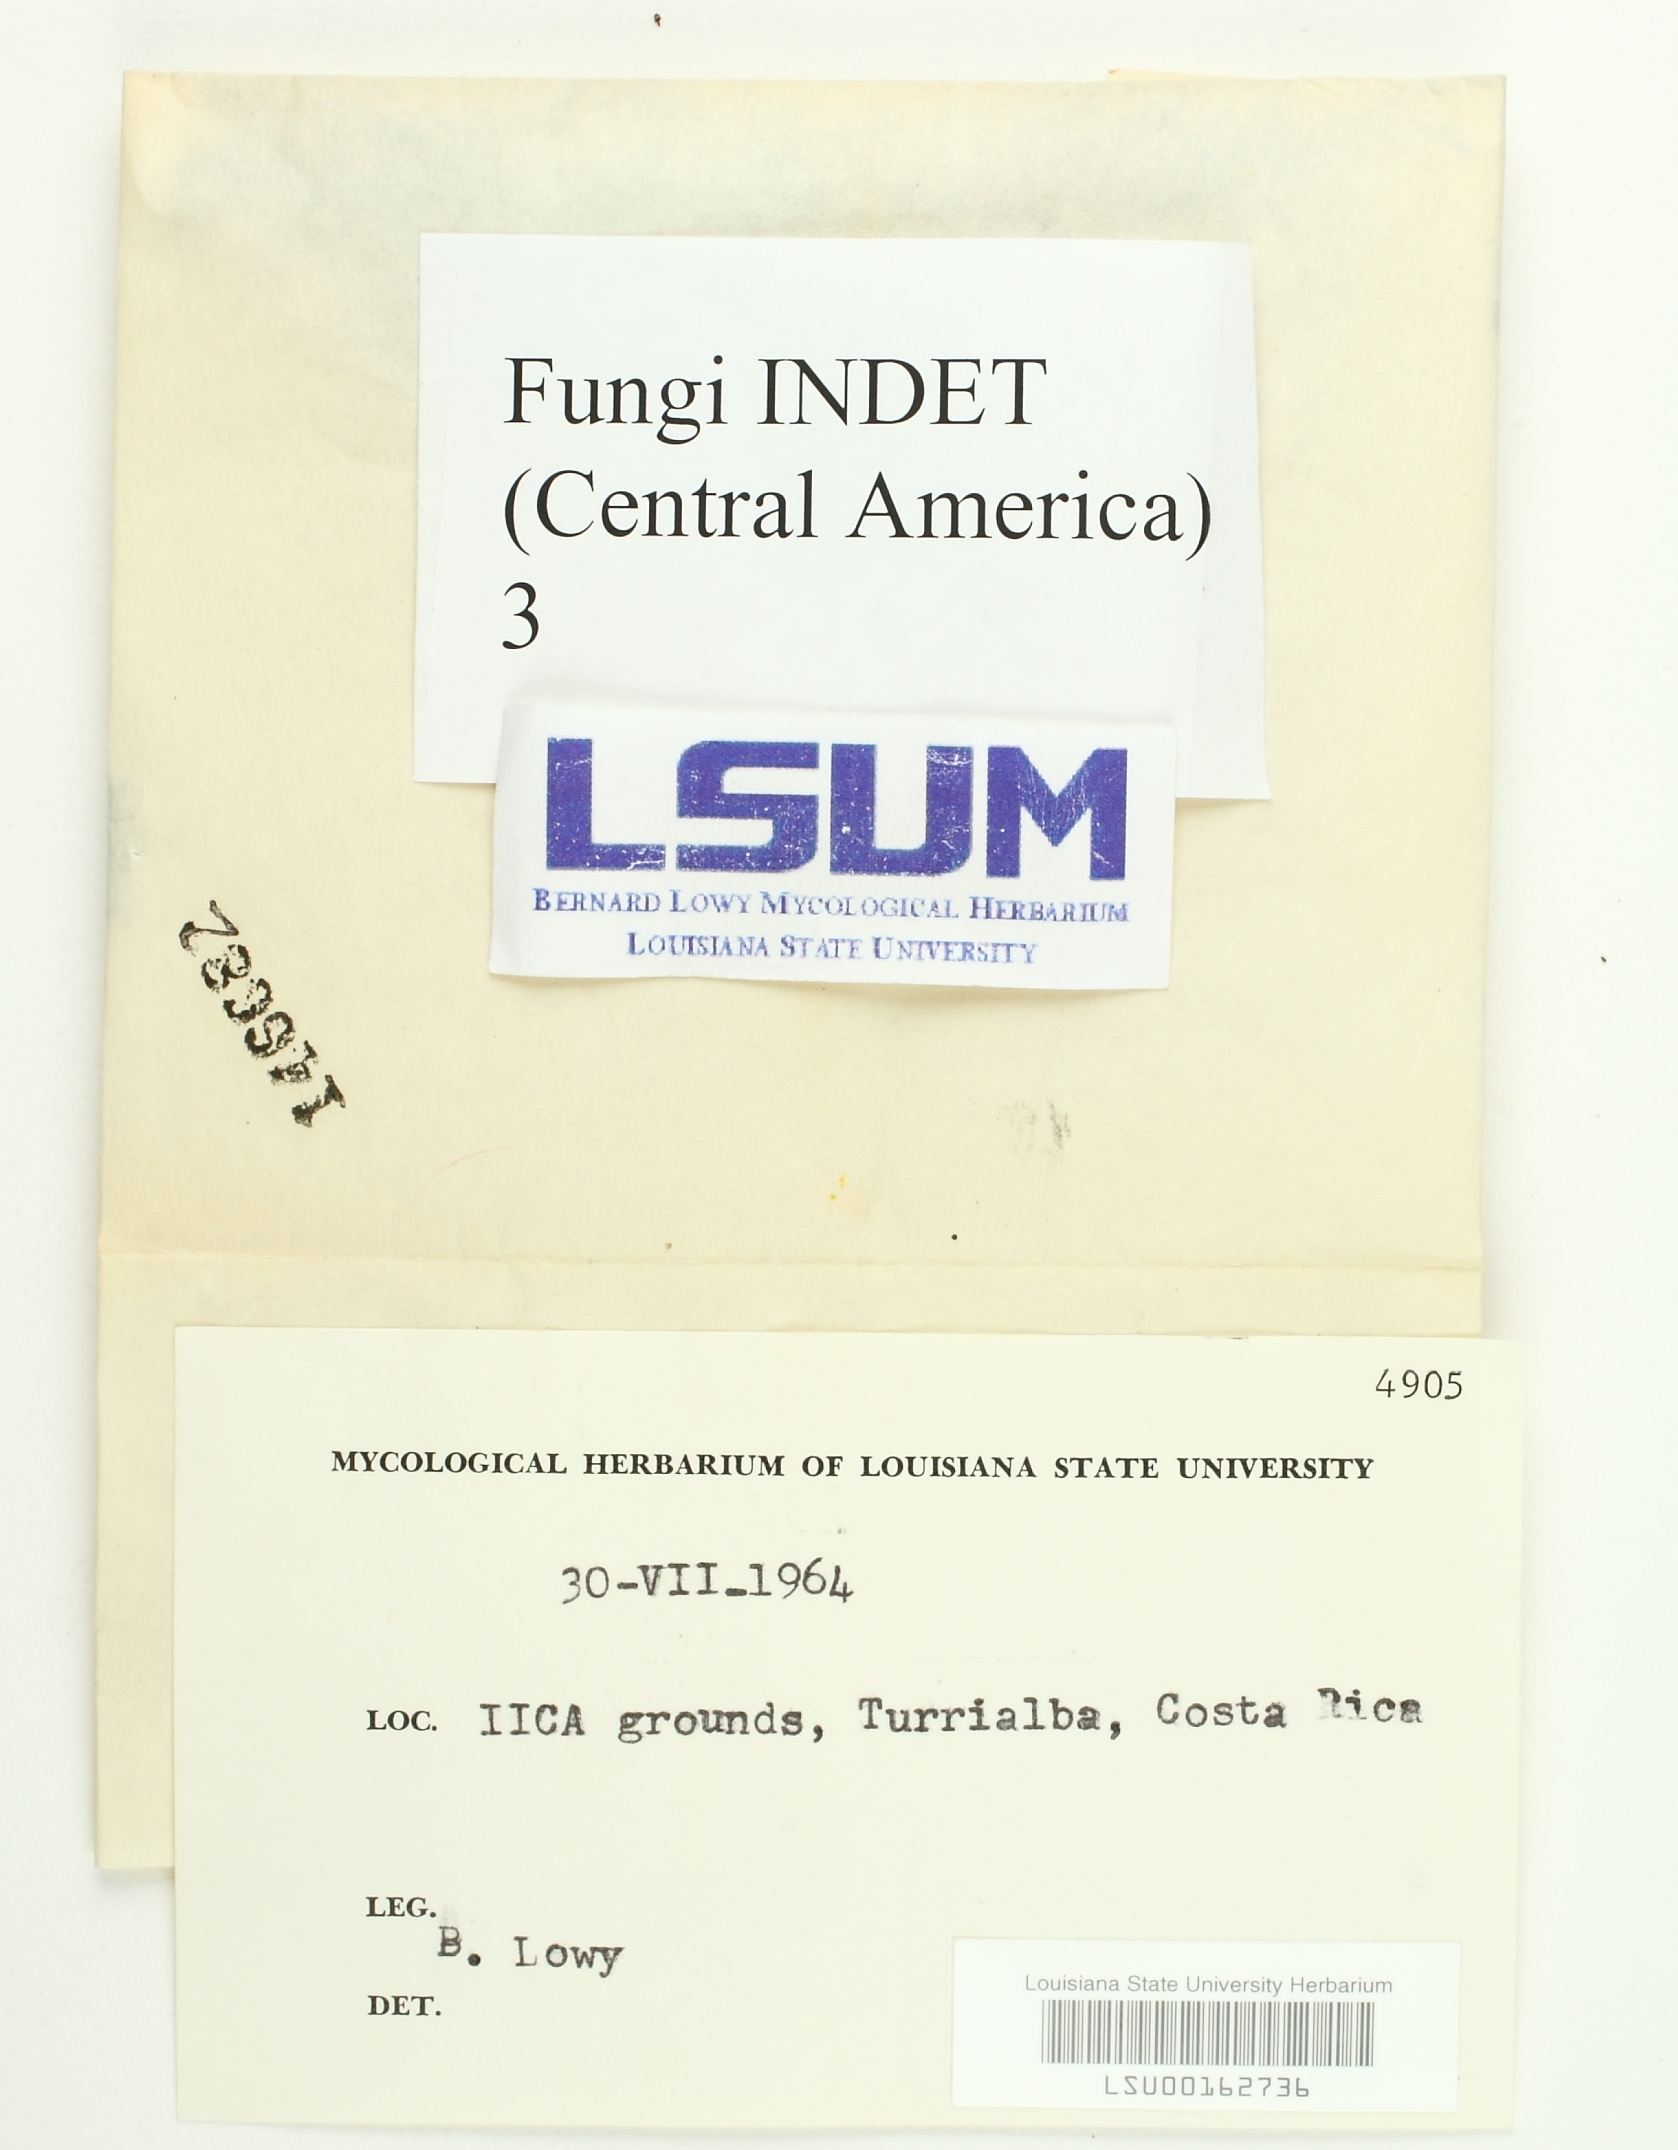 Fungi INDET
(Central America)
3
LSUM
BERNARD LOWY MYCOLOGICAL HERBARIUM
LOUISIANA STATE UNIVERSITY
4905
MYCOLOGICAL HERBARIUM OF LOUISIANA STATE UNIVERSITY
30-VII-1964
LOC. IICA grounds, Turrialba, Costa Rica
LEG.
B. Lowy
DET.
Louisiana State University Herbarium
LSU00162736